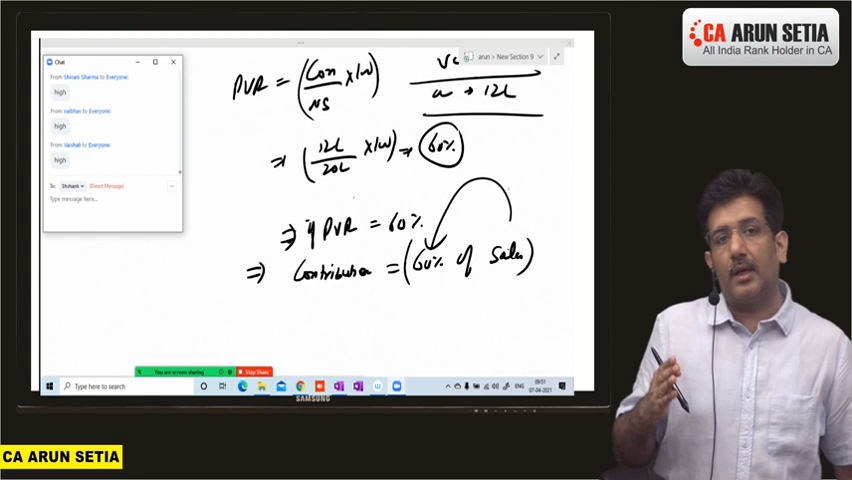 CA ARUN SETIA
All India Rank Holder in CA
arun > New Section 9
Chat
From Shivani Sharma to Everyone:
high
From vaibhav to Everyone:
high
From Vaishali to Everyone:
high
To: Shihank (Direct Message)
Type message here...
PVR = (Con/NS x 100)
12L
⇒ (12L/20L x 100) ⇒ 60%
⇒ If PVR = 60%
⇒ Contribution = (60% of Sales)
You are screen sharing
Stop Share
Type here to search
ENG
09:51
07-04-2021
SAMSUNG
CA ARUN SETIA